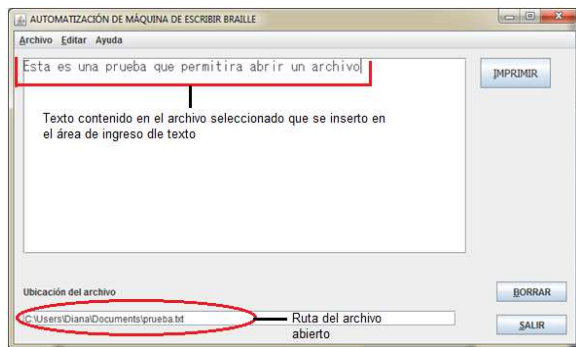 AUTOMATIZACIÓN DE MÁQUINA DE ESCRIBIR BRAILLE
Archivo Editar Ayuda
Esta es una prueba que permitira abrir un archivo
IMPRIMIR
Texto contenido en el archivo seleccionado que se inserto en
el área de ingreso dle texto
Ubicación del archivo
BORRAR
C:\Users\Diana\Documents\prueba.txt
Ruta del archivo
abierto
SALIR